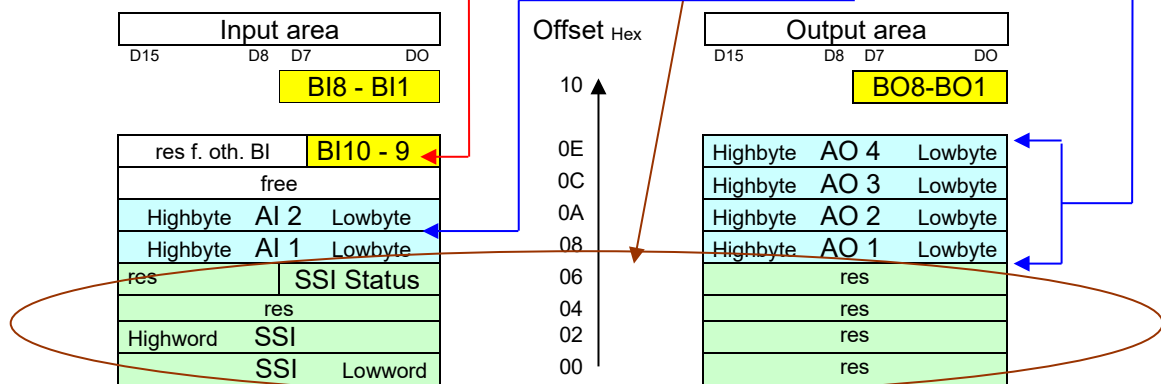 Input area Offset Hex Output area
D15 D8 D7 DO D15 D8 D7 DO
BI8 - BI1 10 BO8-BO1
res f. oth. BI BI10 - 9 0E Highbyte AO 4 Lowbyte
free 0C Highbyte AO 3 Lowbyte
Highbyte AI 2 Lowbyte 0A Highbyte AO 2 Lowbyte
Highbyte AI 1 Lowbyte 08 Highbyte AO 1 Lowbyte
res SSI Status 06 res
res 04 res
Highword SSI 02 res
SSI Lowword 00 res